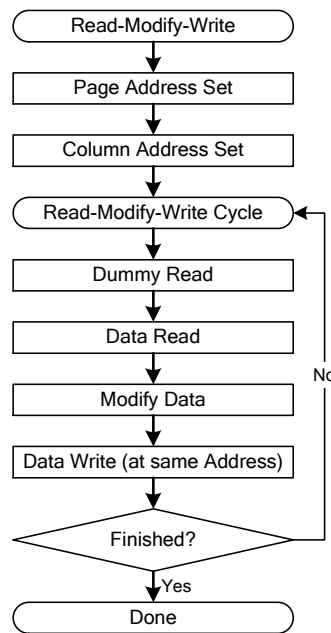 Read-Modify-Write
Page Address Set
Column Address Set
Read-Modify-Write Cycle
Dummy Read
Data Read
No
Modify Data
Data Write (at same Address)
Finished?
Yes
Done